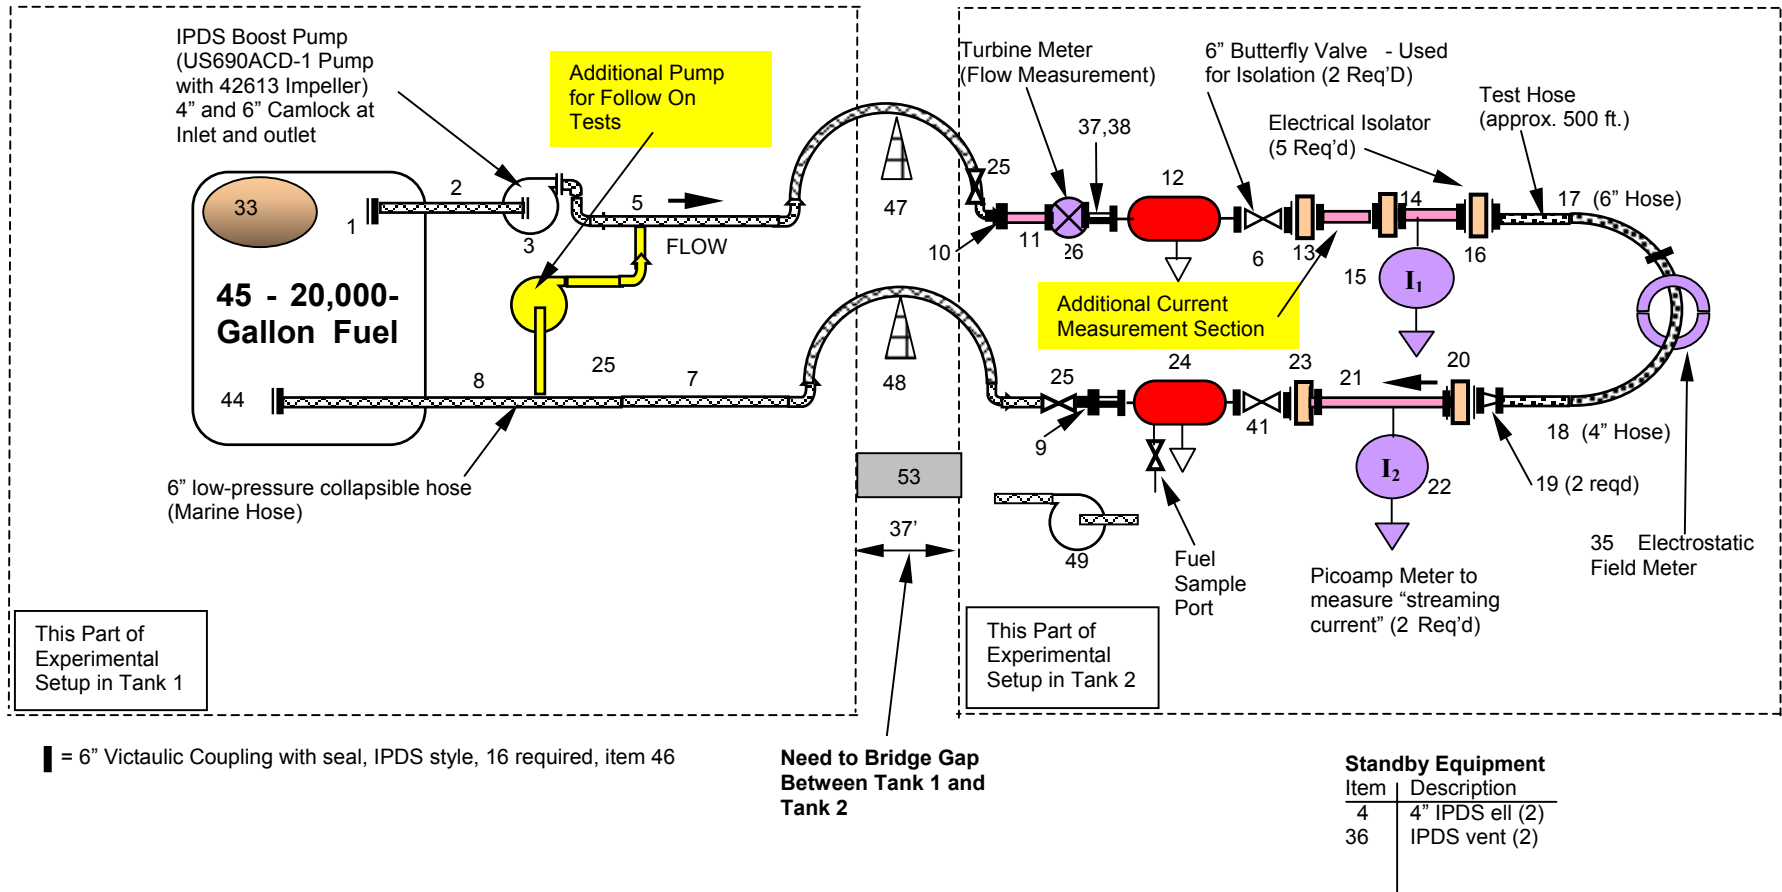 IPDS Boost Pump
(US690ACD-1 Pump
with 42613 Impeller)
4” and 6” Camlock at
Inlet and outlet
Additional Pump
for Follow On
Tests
33
1
2
3
5
FLOW
45 - 20,000-
Gallon Fuel
44
8
25
7
6” low-pressure collapsible hose
(Marine Hose)
This Part of
Experimental
Setup in Tank 1
47
48
53
37’
Turbine Meter
(Flow Measurement)
37,38
6” Butterfly Valve - Used
for Isolation (2 Req’D)
Electrical Isolator
(5 Req’d)
Test Hose
(approx. 500 ft.)
25
12
14
17 (6” Hose)
10
11
26
6
13
15
I1
16
Additional Current
Measurement Section
25
24
23
21
20
9
41
18 (4” Hose)
I2
22
19 (2 reqd)
49
Fuel
Sample
Port
Picoamp Meter to
measure “streaming
current” (2 Req’d)
35 Electrostatic
Field Meter
This Part of
Experimental
Setup in Tank 2
= 6” Victaulic Coupling with seal, IPDS style, 16 required, item 46
Need to Bridge Gap
Between Tank 1 and
Tank 2
Standby Equipment
Item Description
4 4” IPDS ell (2)
36 IPDS vent (2)